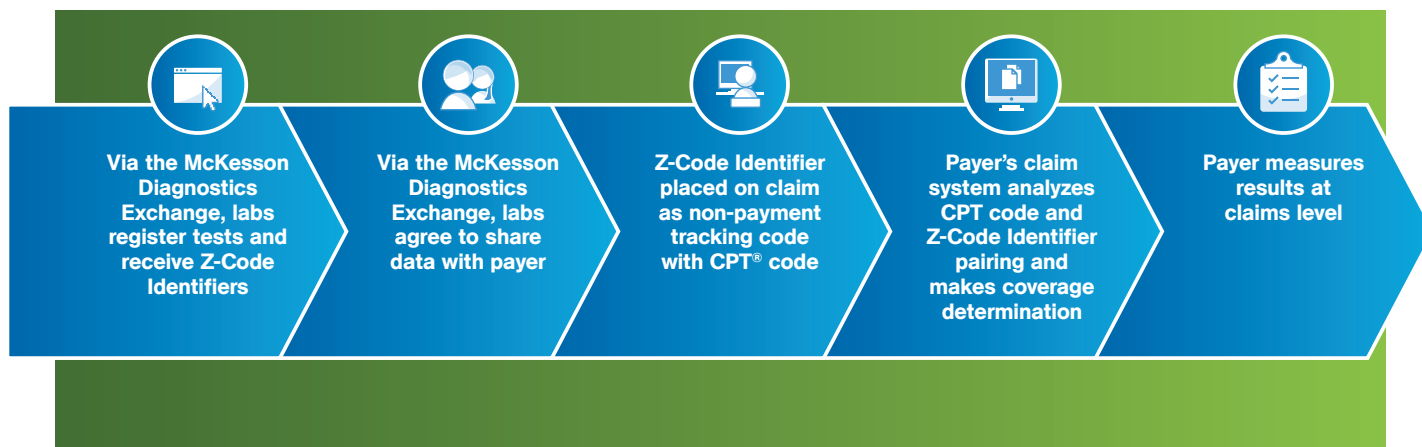 Via the McKesson
Diagnostics
Exchange, labs
register tests and
receive Z-Code
Identifiers
Via the McKesson
Diagnostics
Exchange, labs
agree to share
data with payer
Z-Code Identifier
placed on claim
as non-payment
tracking code
with CPT® code
Payer's claim
system analyzes
CPT code and
Z-Code Identifier
pairing and
makes coverage
determination
Payer measures
results at
claims level